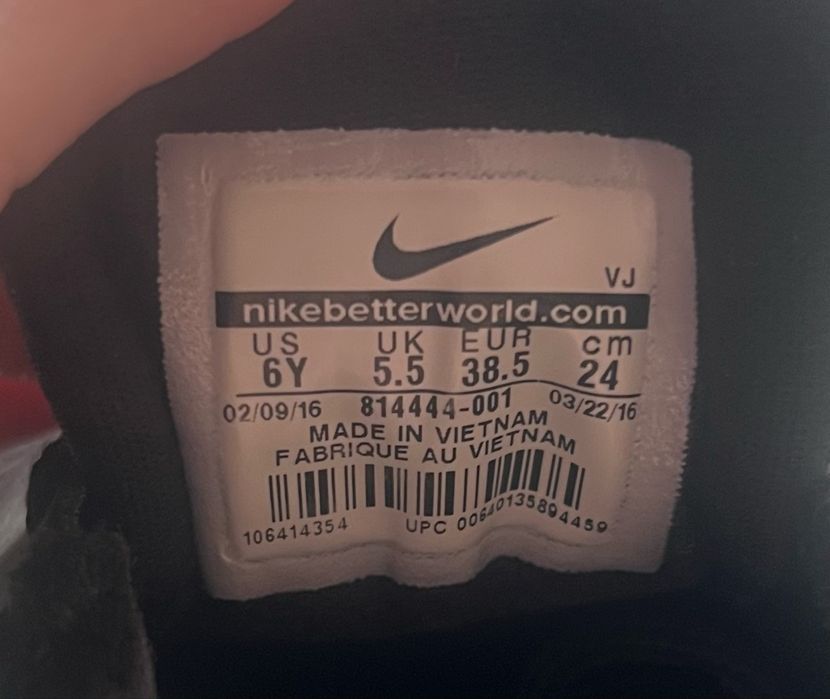 VJ
nikebetterworld.com
US UK EUR cm
6Y 5.5 38.5 24
02/09/16 814444-001 03/22/16
MADE IN VIETNAM
FABRIQUE AU VIETNAM
106414354 UPC 00640135894459